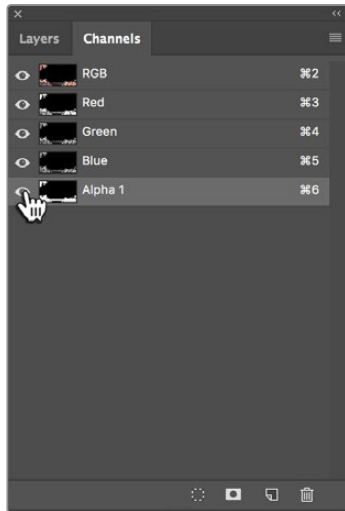 Layers Channels
RGB ⌘2
Red ⌘3
Green ⌘4
Blue ⌘5
Alpha 1 ⌘6